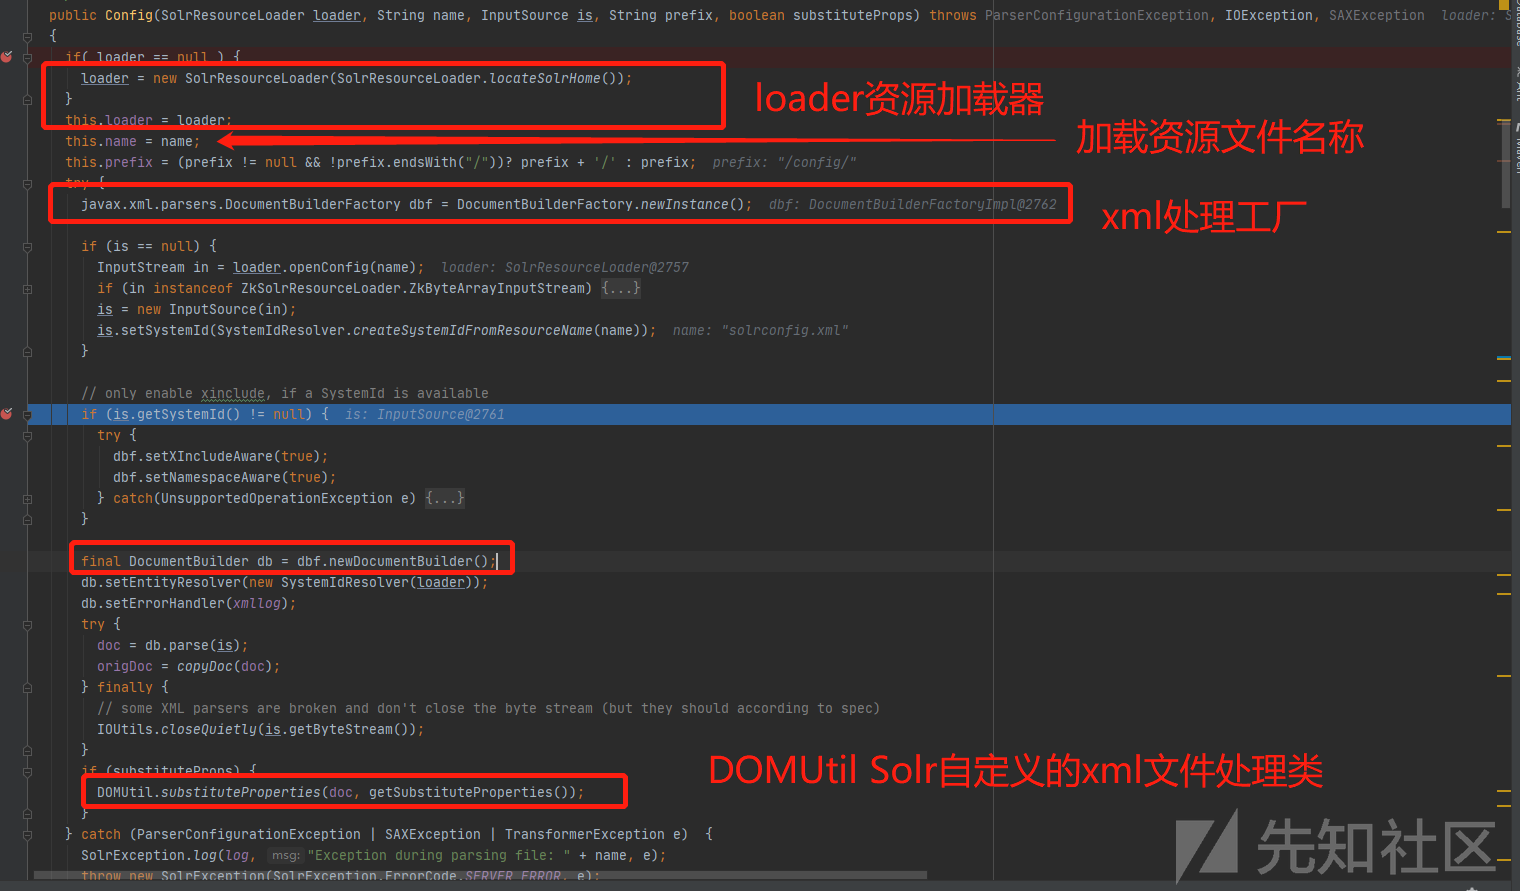 public Config(SolrResourceLoader loader, String name, InputSource is, String prefix, boolean substituteProps) throws ParserConfigurationException, IOException, SAXException loader: S
{
if( loader == null ) {
loader = new SolrResourceLoader(SolrResourceLoader.locateSolrHome());
loader资源加载器
}
this.loader = loader;
this.name = name;
加载资源文件名称
this.prefix = (prefix != null && !prefix.endsWith("/"))? prefix + '/' : prefix; prefix: "/config/"
try {
javax.xml.parsers.DocumentBuilderFactory dbf = DocumentBuilderFactory.newInstance(); dbf: DocumentBuilderFactoryImpl@2762
xml处理工厂
if (is == null) {
InputStream in = loader.openConfig(name); loader: SolrResourceLoader@2757
if (in instanceof ZkSolrResourceLoader.ZkByteArrayInputStream) {...}
is = new InputSource(in);
is.setSystemId(SystemIdResolver.createSystemIdFromResourceName(name)); name: "solrconfig.xml"
}
// only enable xinclude, if a SystemId is available
if (is.getSystemId() != null) { is: InputSource@2761
try {
dbf.setXIncludeAware(true);
dbf.setNamespaceAware(true);
} catch(UnsupportedOperationException e) {...}
}
final DocumentBuilder db = dbf.newDocumentBuilder();
db.setEntityResolver(new SystemIdResolver(loader));
db.setErrorHandler(xmllog);
try {
doc = db.parse(is);
origDoc = copyDoc(doc);
} finally {
// some XML parsers are broken and don't close the byte stream (but they should according to spec)
IOUtils.closeQuietly(is.getByteStream());
}
if (substituteProps) {
DOMUtil Solr自定义的xml文件处理类
DOMUtil.substituteProperties(doc, getSubstituteProperties());
}
} catch (ParserConfigurationException | SAXException | TransformerException e) {
SolrException.log(log, msg: "Exception during parsing file: " + name, e);
throw new SolrException(SolrException.ErrorCode.SERVER_ERROR, e);
先知社区